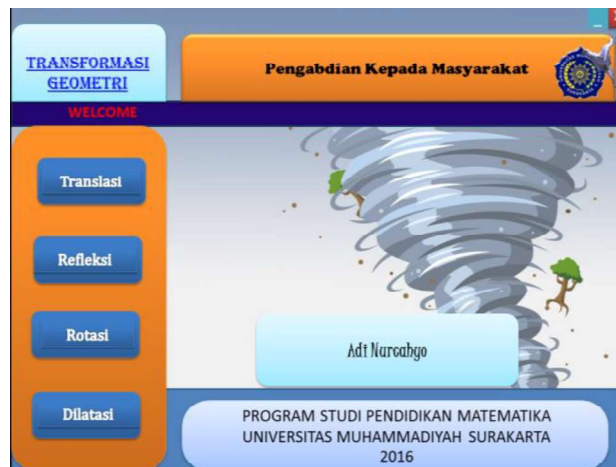 TRANSFORMASI
GEOMETRI
Pengabdian Kepada Masyarakat
WELCOME
Translasi
Refleksi
Rotasi
Dilatasi
Adi Nurcahyo
PROGRAM STUDI PENDIDIKAN MATEMATIKA
UNIVERSITAS MUHAMMADIYAH SURAKARTA
2016